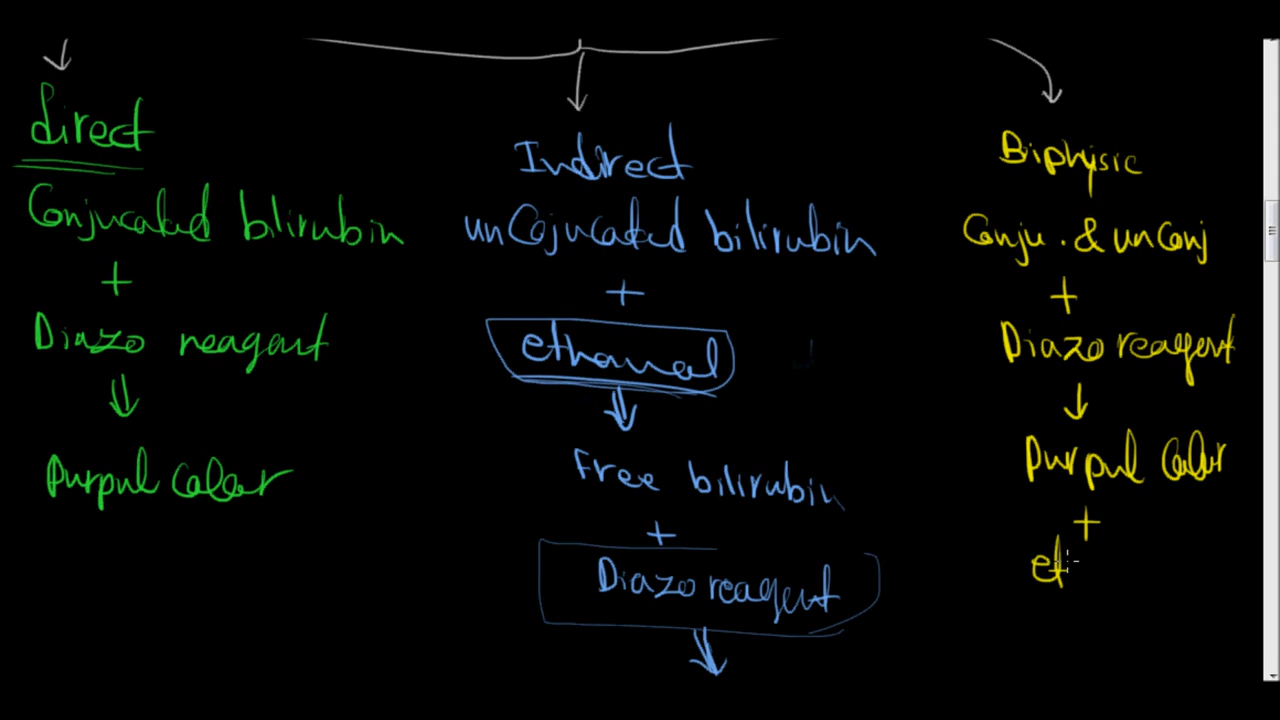 direct
Conjucated bilirubin
+
Diazo reagent
Purpul Color
Indirect
unCojucated bilirubin
+
ethanol
Free bilirubin
+
Diazo reagent
Biphysic
Conju. & unConj
+
Diazo reagent
Purpul Color
+
et